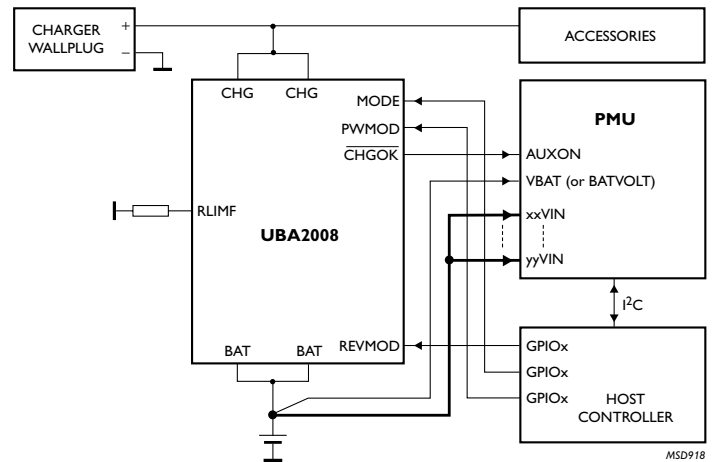 CHARGER
WALLPLUG
+
−
ACCESSORIES
CHG CHG
MODE
PWMOD
CHGOK
RLIMF
UBA2008
BAT BAT
REVMOD
PMU
AUXON
VBAT (or BATVOLT)
xxVIN
yyVIN
I²C
GPIOx
GPIOx
GPIOx
HOST
CONTROLLER
MSD918